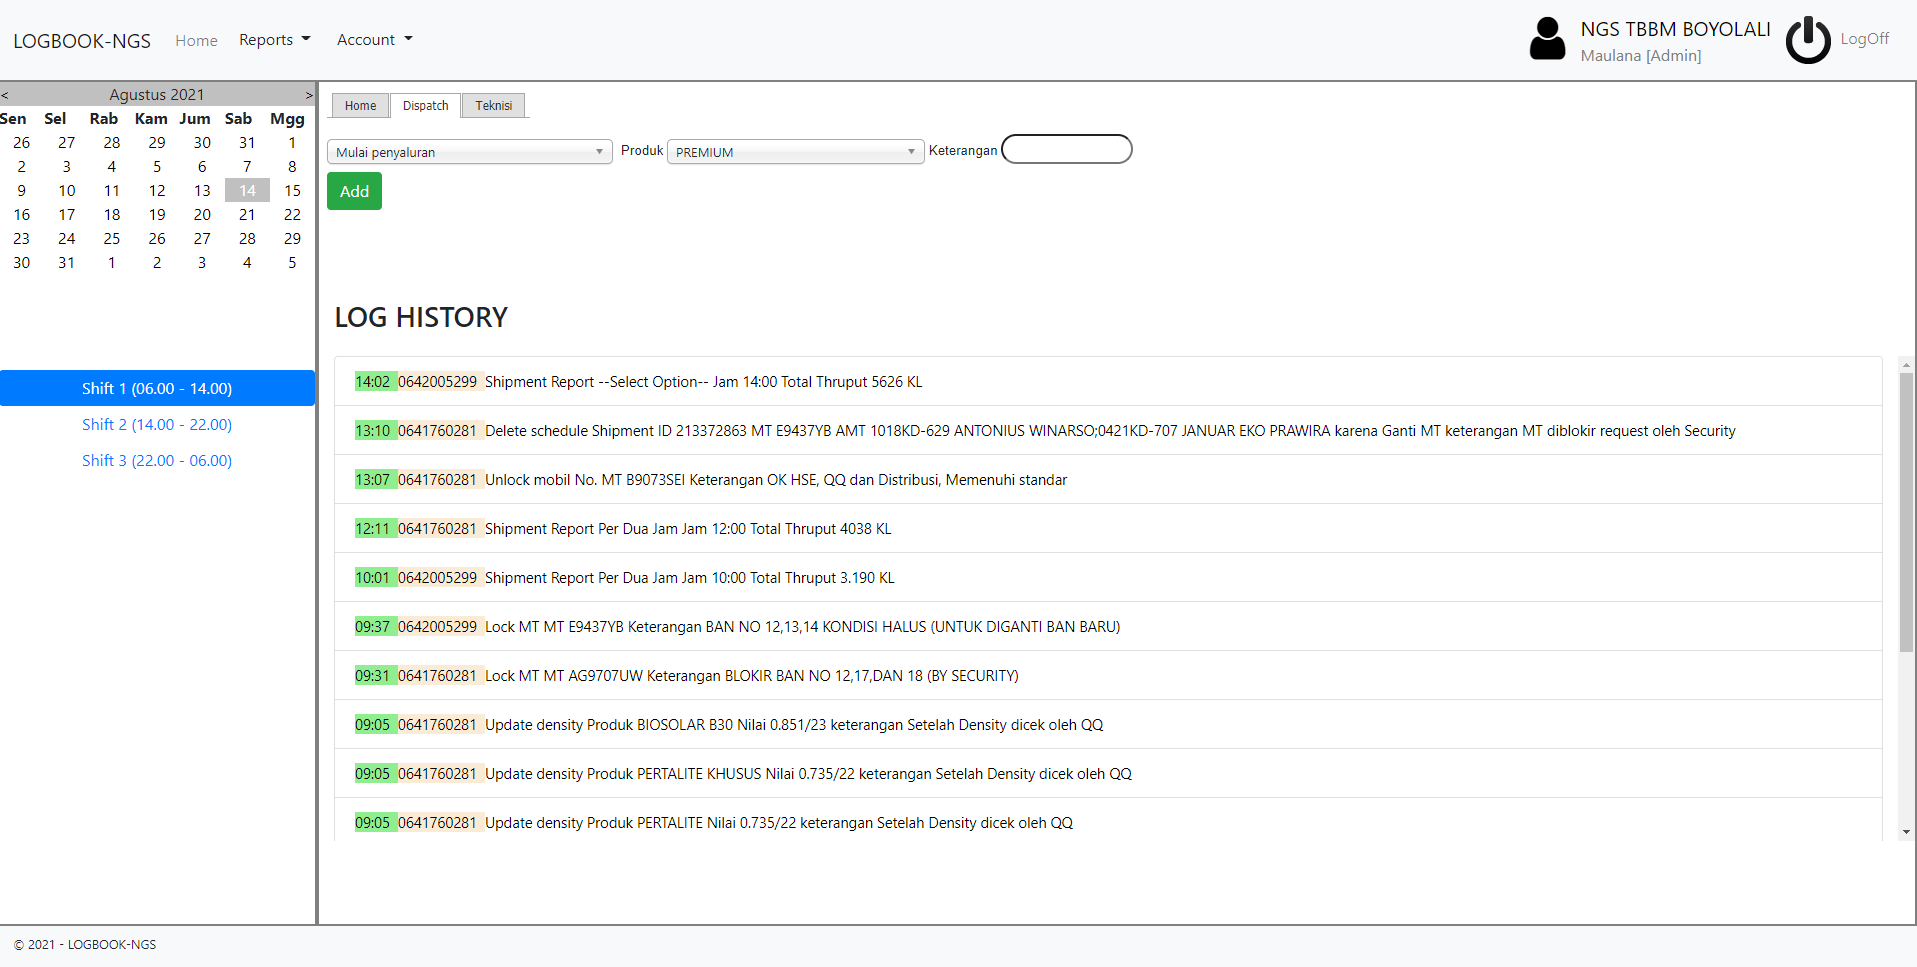 LOGBOOK-NGS Home Reports Account NGS TBBM BOYOLALI LogOff
Maulana [Admin]
< Agustus 2021 >
Sen Sel Rab Kam Jum Sab Mgg
26 27 28 29 30 31 1
2 3 4 5 6 7 8
9 10 11 12 13 14 15
16 17 18 19 20 21 22
23 24 25 26 27 28 29
30 31 1 2 3 4 5
Shift 1 (06.00 - 14.00)
Shift 2 (14.00 - 22.00)
Shift 3 (22.00 - 06.00)
Home Dispatch Teknisi
Mulai penyaluran Produk PREMIUM Keterangan
Add
LOG HISTORY
14:02 0642005299 Shipment Report --Select Option-- Jam 14:00 Total Thruput 5626 KL
13:10 0641760281 Delete schedule Shipment ID 213372863 MT E9437YB AMT 1018KD-629 ANTONIUS WINARSO;0421KD-707 JANUAR EKO PRAWIRA karena Ganti MT keterangan MT diblokir request oleh Security
13:07 0641760281 Unlock mobil No. MT B9073SEI Keterangan OK HSE, QQ dan Distribusi, Memenuhi standar
12:11 0641760281 Shipment Report Per Dua Jam Jam 12:00 Total Thruput 4038 KL
10:01 0642005299 Shipment Report Per Dua Jam Jam 10:00 Total Thruput 3.190 KL
09:37 0642005299 Lock MT MT E9437YB Keterangan BAN NO 12,13,14 KONDISI HALUS (UNTUK DIGANTI BAN BARU)
09:31 0641760281 Lock MT MT AG9707UW Keterangan BLOKIR BAN NO 12,17,DAN 18 (BY SECURITY)
09:05 0641760281 Update density Produk BIOSOLAR B30 Nilai 0.851/23 keterangan Setelah Density dicek oleh QQ
09:05 0641760281 Update density Produk PERTALITE KHUSUS Nilai 0.735/22 keterangan Setelah Density dicek oleh QQ
09:05 0641760281 Update density Produk PERTALITE Nilai 0.735/22 keterangan Setelah Density dicek oleh QQ
© 2021 - LOGBOOK-NGS